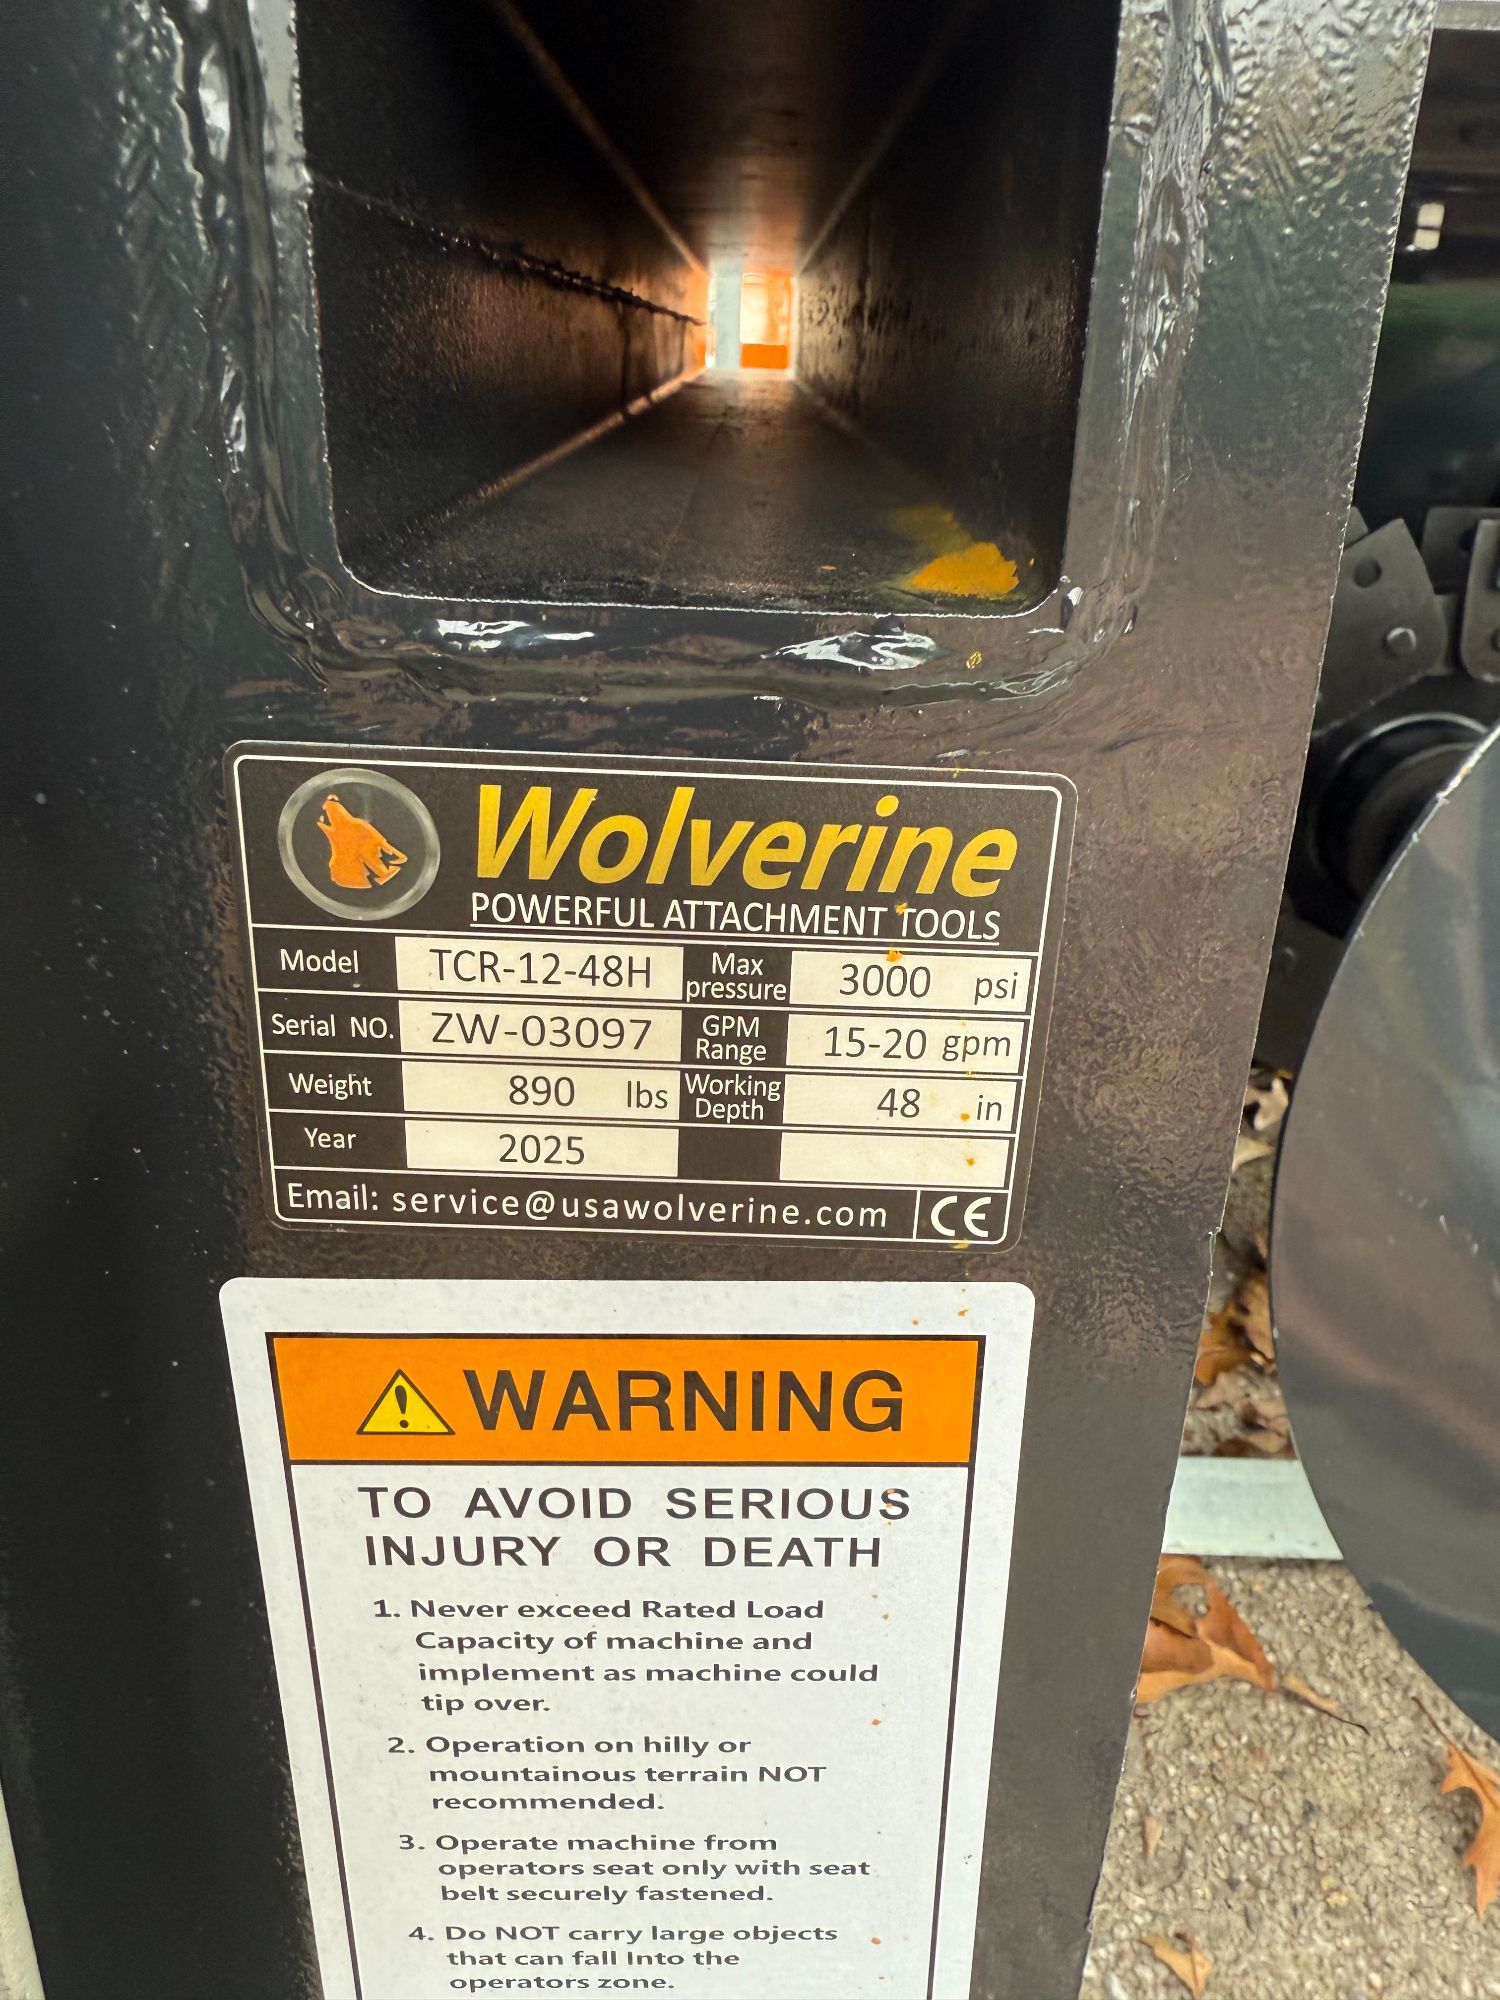 Wolverine
POWERFUL ATTACHMENT TOOLS
Model TCR-12-48H Max pressure 3000 psi
Serial NO. ZW-03097 GPM Range 15-20 gpm
Weight 890 lbs Working Depth 48 in
Year 2025
Email: service@usawolverine.com CE
WARNING
TO AVOID SERIOUS
INJURY OR DEATH
1. Never exceed Rated Load
Capacity of machine and
implement as machine could
tip over.
2. Operation on hilly or
mountainous terrain NOT
recommended.
3. Operate machine from
operators seat only with seat
belt securely fastened.
4. Do NOT carry large objects
that can fall Into the
operators zone.